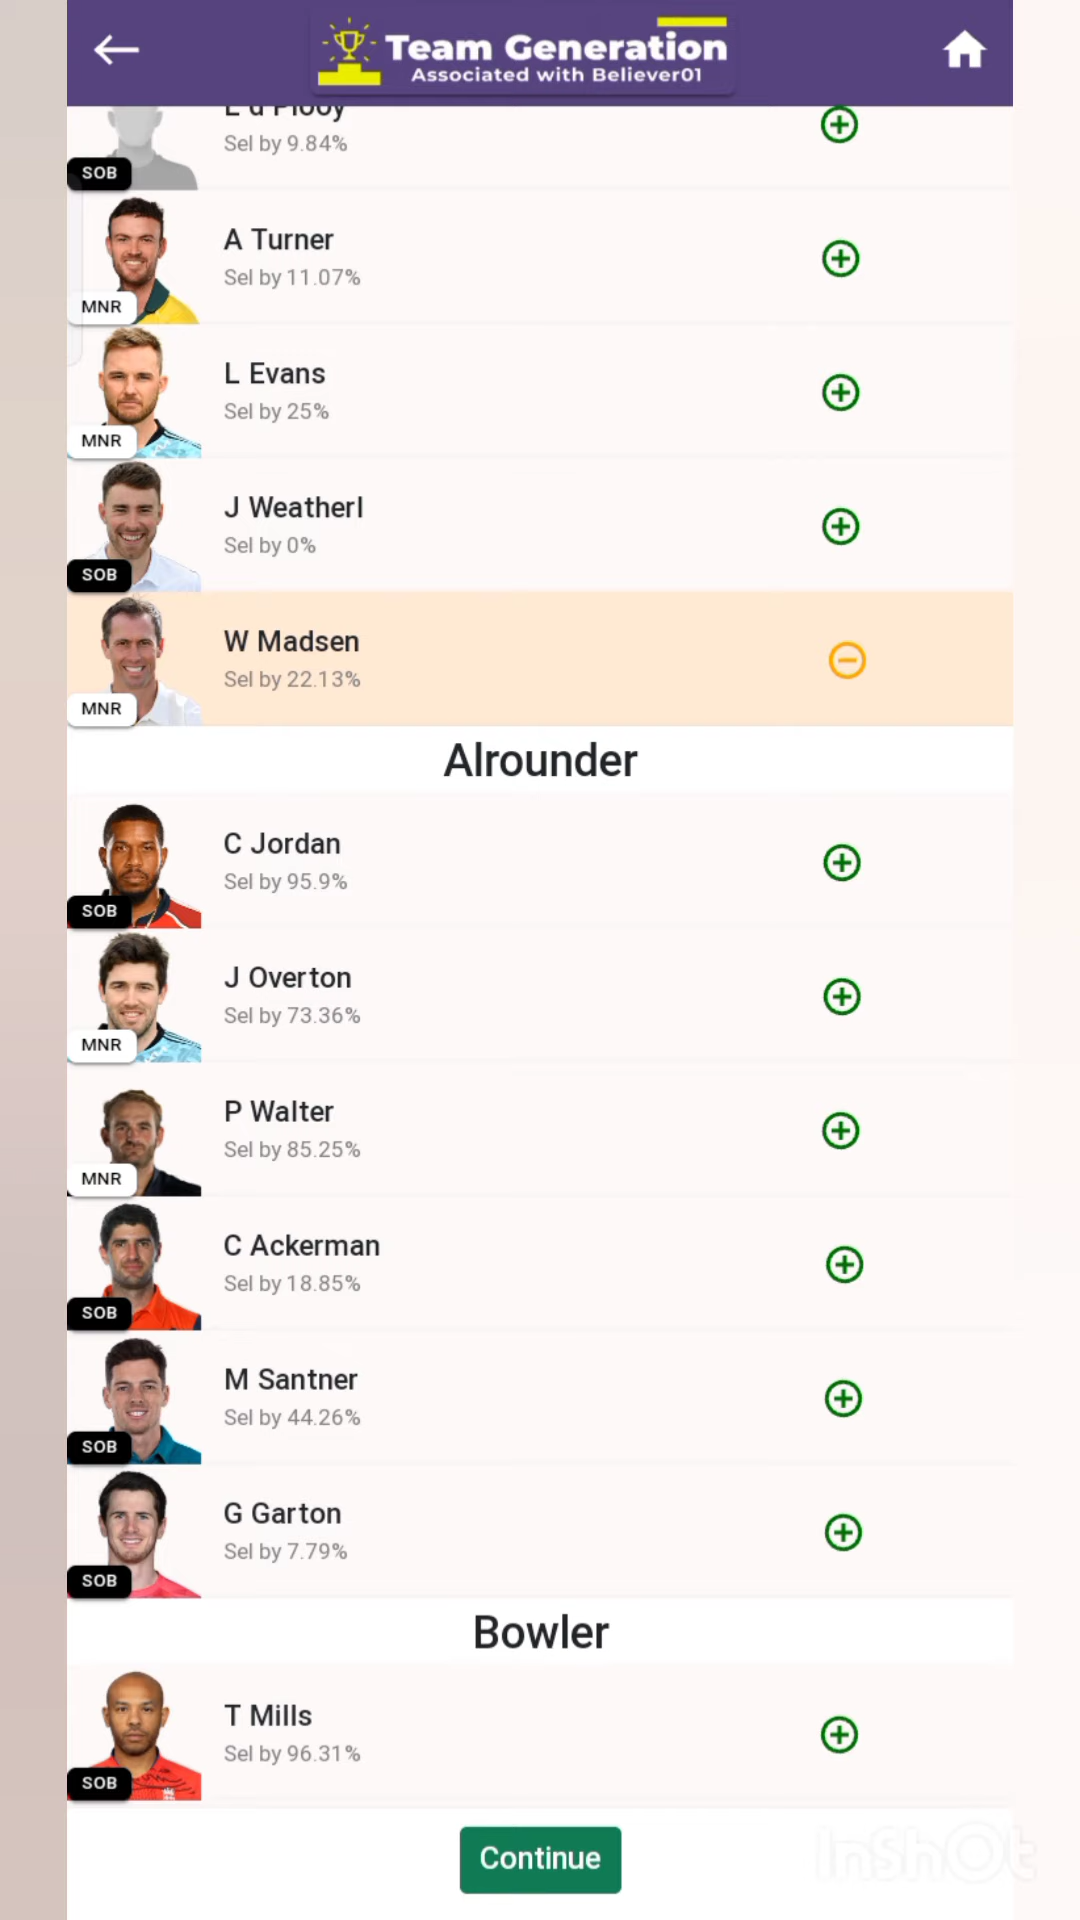 Team Generation
Associated with Believer01
L d Plooy
Sel by 9.84%
SOB
A Turner
Sel by 11.07%
MNR
L Evans
Sel by 25%
MNR
J Weatherl
Sel by 0%
SOB
W Madsen
Sel by 22.13%
MNR
Alrounder
C Jordan
Sel by 95.9%
SOB
J Overton
Sel by 73.36%
MNR
P Walter
Sel by 85.25%
MNR
C Ackerman
Sel by 18.85%
SOB
M Santner
Sel by 44.26%
SOB
G Garton
Sel by 7.79%
SOB
Bowler
T Mills
Sel by 96.31%
SOB
Continue
InShOt